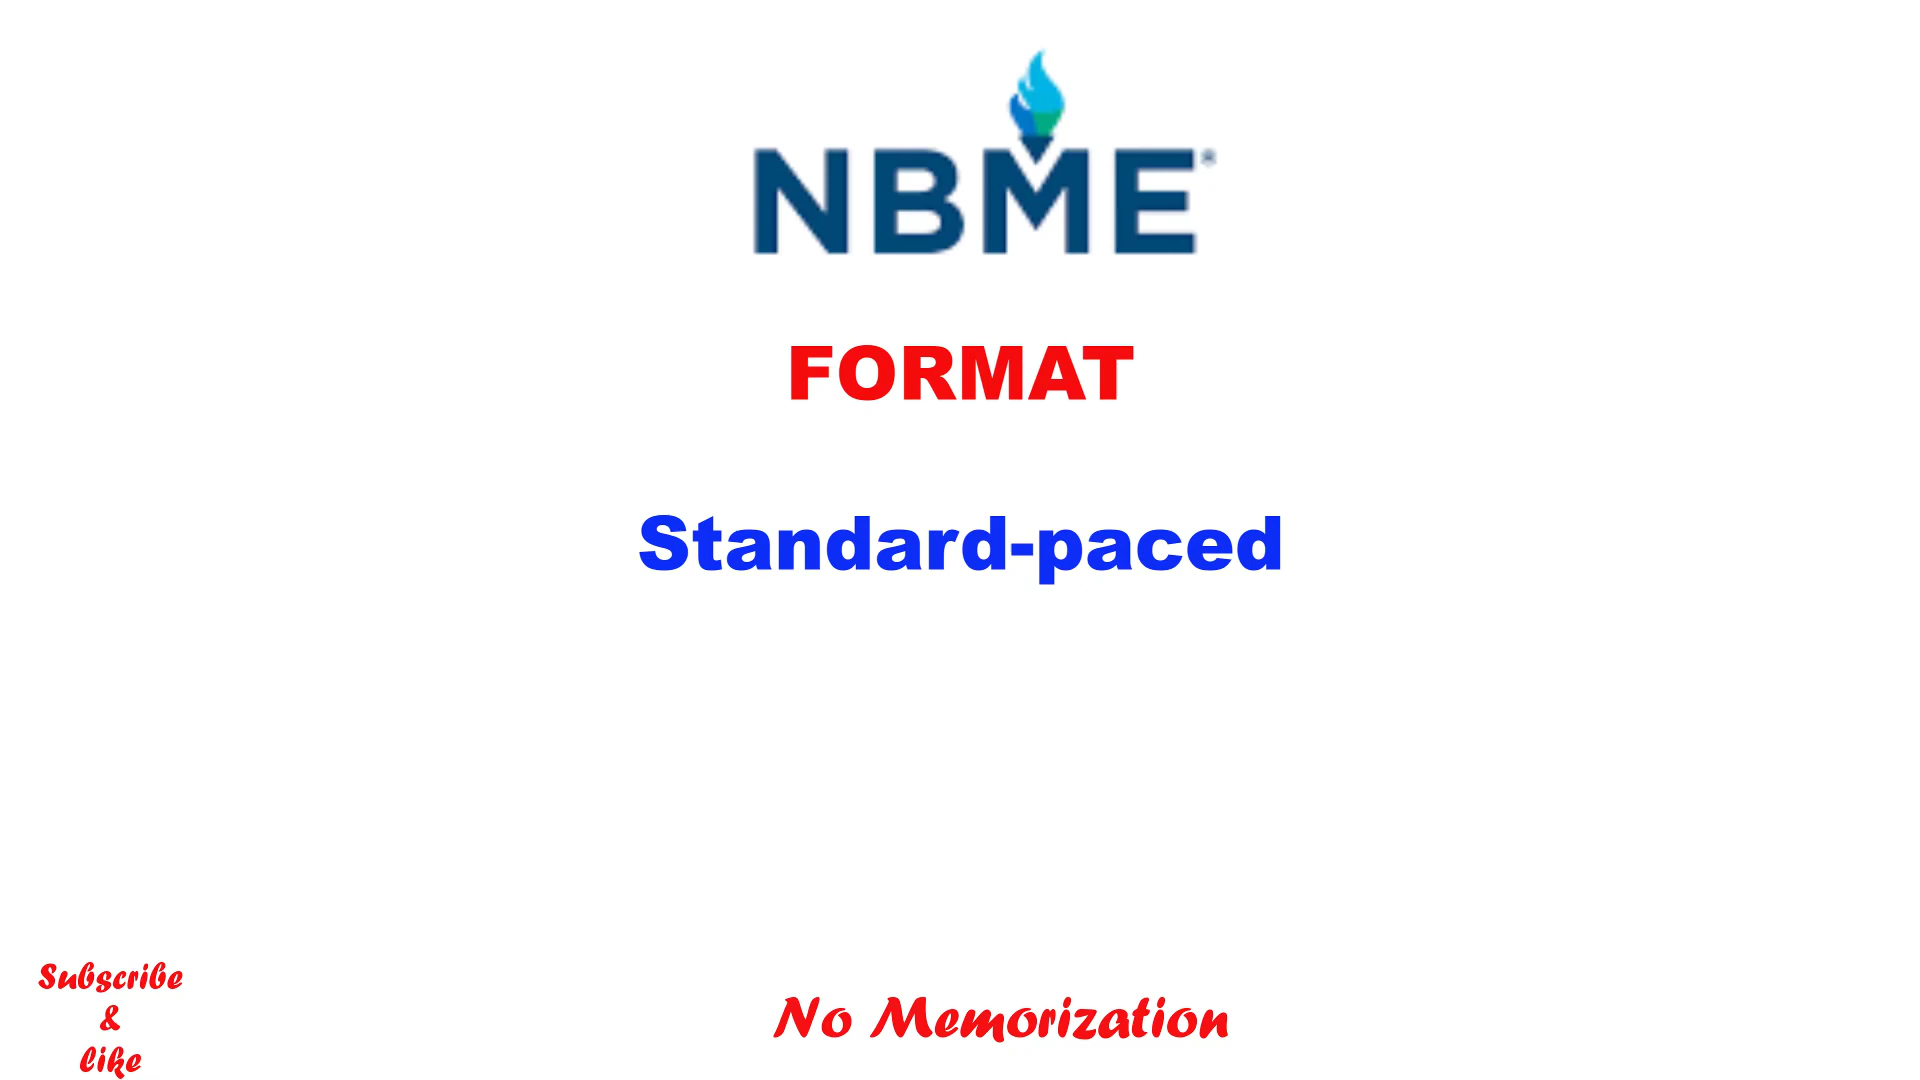 NBME®
FORMAT
Standard-paced
Subscribe
&
like
No Memorization